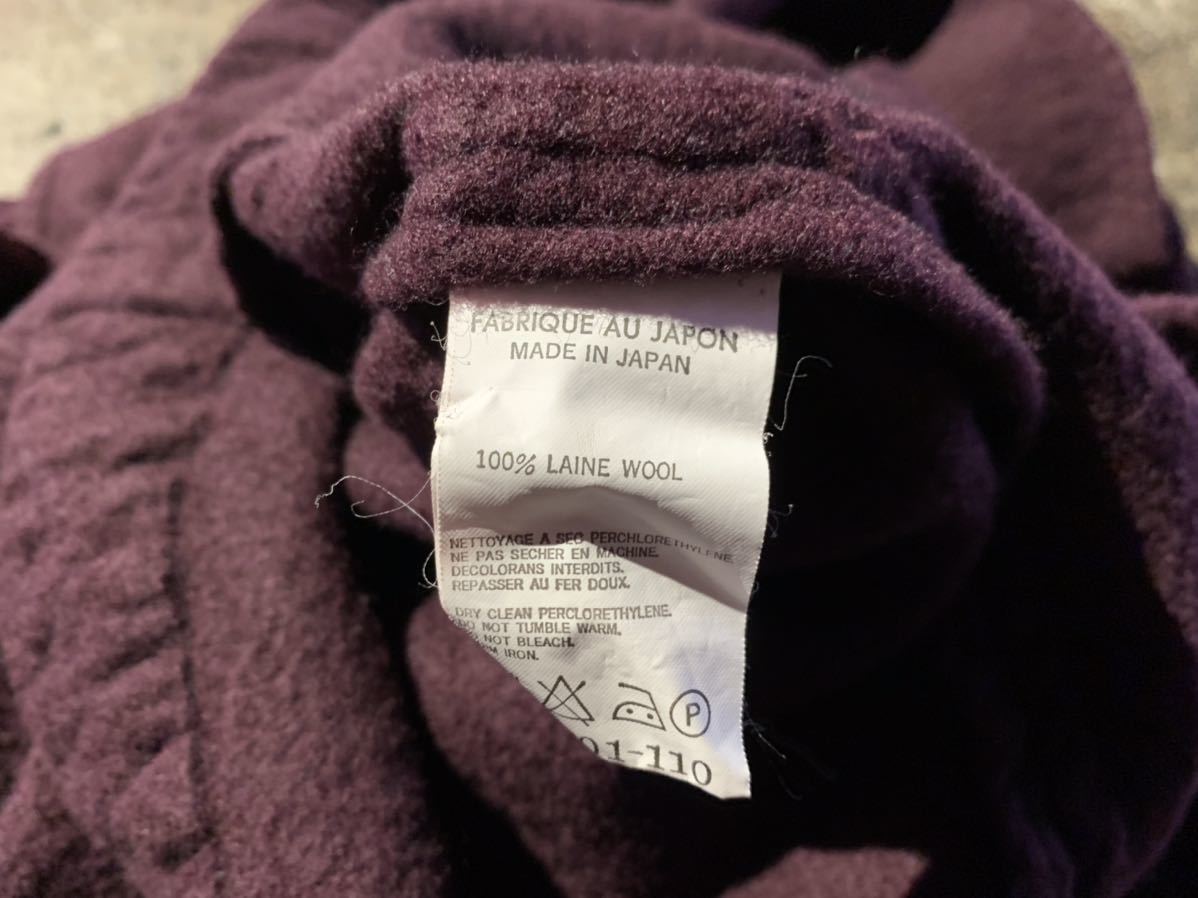 FABRIQUE AU JAPON
MADE IN JAPAN
100% LAINE WOOL
NETTOYAGE A SEC PERCHLORETHYLENE
NE PAS SECHER EN MACHINE.
DECOLORANS INTERDITS.
REPASSER AU FER DOUX.
DRY CLEAN PERCLORETHYLENE.
DO NOT TUMBLE WARM.
NOT BLEACH.
IRON.
P
01-110